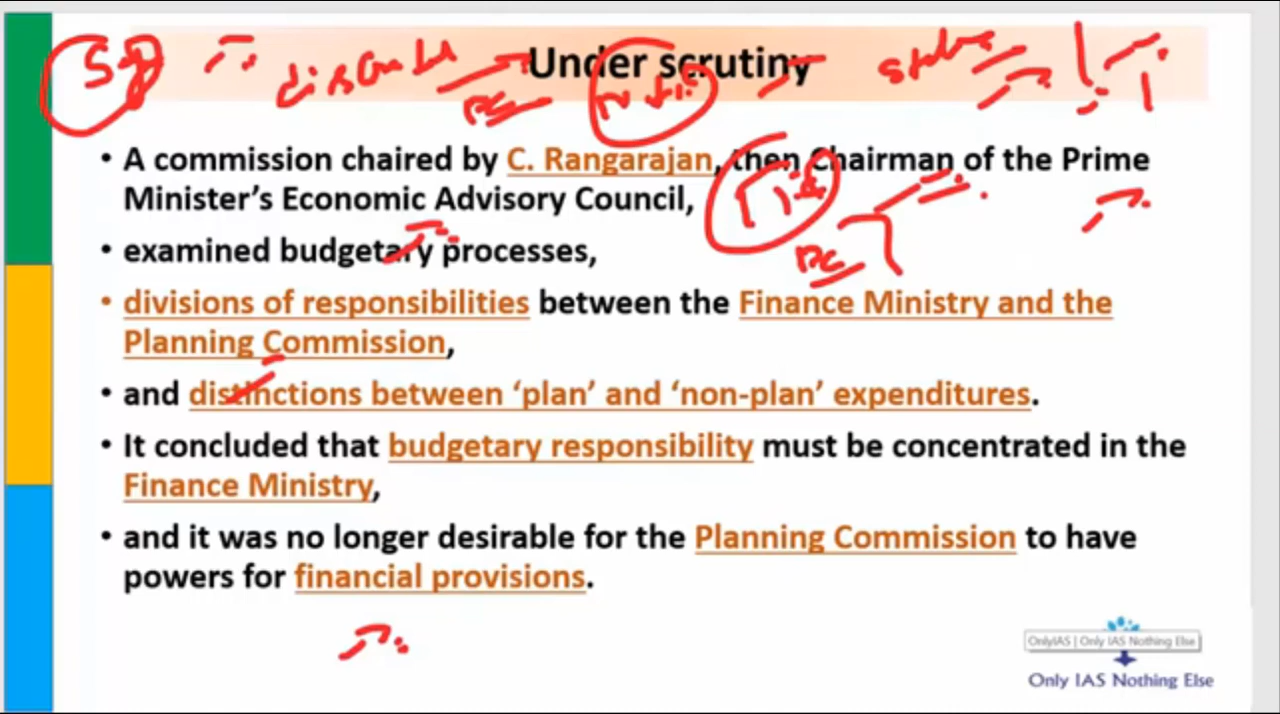 Under scrutiny
• A commission chaired by C. Rangarajan, then Chairman of the Prime
Minister's Economic Advisory Council,
• examined budgetary processes,
• divisions of responsibilities between the Finance Ministry and the
Planning Commission,
• and distinctions between 'plan' and 'non-plan' expenditures.
• It concluded that budgetary responsibility must be concentrated in the
Finance Ministry,
• and it was no longer desirable for the Planning Commission to have
powers for financial provisions.
OnlyIAS | Only IAS Nothing Else
Only IAS Nothing Else